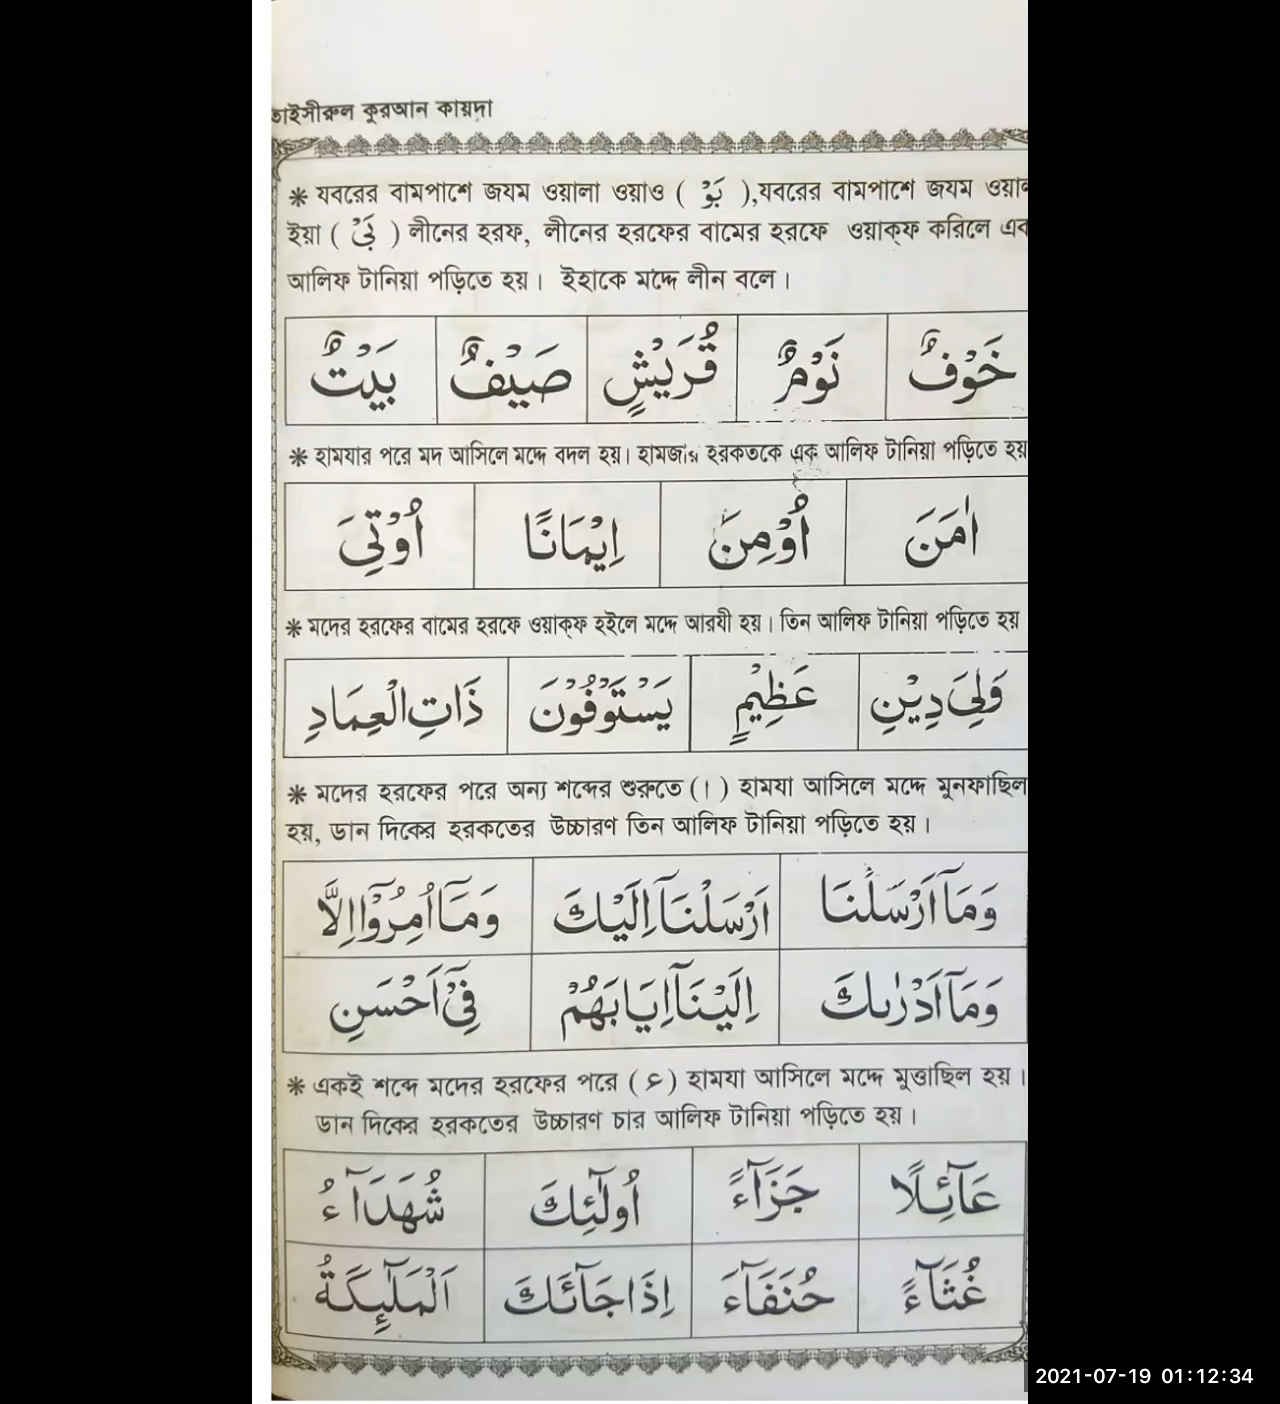 তাইসীরুল কুরআন কায়দা
* যবরের বামপাশে জযম ওয়ালা ওয়াও ( بَوْ ),যবরের বামপাশে জযম ওয়াল
ইয়া ( بَیْ ) লীনের হরফ, লীনের হরফের বামের হরফে ওয়াক্‌ফ করিলে এক
আলিফ টানিয়া পড়িতে হয়। ইহাকে মদ্দে লীন বলে।
خَوْفٌ نَوْمٌ قُرَيْشٍ صَيْفٌ بَيْتٌ
* হামযার পরে মদ আসিলে মদ্দে বদল হয়। হামজার হরকতকে এক আলিফ টানিয়া পড়িতে হয়
اٰمَنَ اُوْمِنَ اِيْمَانًا اُوْتِیَ
* মদের হরফের বামের হরফে ওয়াক্‌ফ হইলে মদ্দে আরযী হয়। তিন আলিফ টানিয়া পড়িতে হয়
وَلِیَ دِیْنِ عَظِیْمٍ یَسْتَوْفُوْنَ ذَاتِ الْعِمَادِ
* মদের হরফের পরে অন্য শব্দের শুরুতে ( ا ) হামযা আসিলে মদ্দে মুনফাছিল
হয়, ডান দিকের হরকতের উচ্চারণ তিন আলিফ টানিয়া পড়িতে হয়।
وَمَآ اَرْسَلْنَا اَرْسَلْنَآ اِلَيْكَ وَمَآ اُمِرُوْٓا اِلَّا
وَمَآ اَدْرٰىكَ اِلَيْنَآ اِيَابَهُمْ فِیْٓ اَحْسَنِ
* একই শব্দে মদের হরফের পরে ( ء ) হামযা আসিলে মদ্দে মুত্তাছিল হয়।
ডান দিকের হরকতের উচ্চারণ চার আলিফ টানিয়া পড়িতে হয়।
عَآئِلًا جَزَآءً اُولٰٓئِكَ شُهَدَآءُ
غُثَآءً حُنَفَآءَ اِذَا جَآئَكَ اَلْمَلٰٓئِكَةُ
2021-07-19 01:12:34